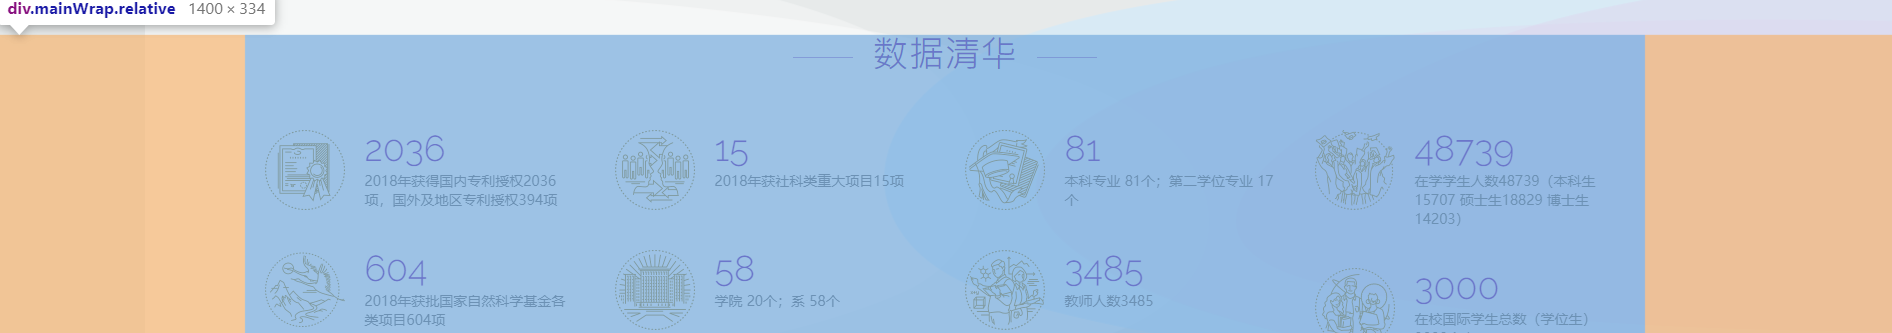 div.mainWrap.relative 1400 × 334
数据清华
2036
2018年获得国内专利授权2036
项，国外及地区专利授权394项
15
2018年获社科类重大项目15项
81
本科专业 81个；第二学位专业 17
个
48739
在学学生人数48739（本科生
15707 硕士生18829 博士生
14203）
604
2018年获批国家自然科学基金各
类项目604项
58
学院 20个；系 58个
3485
教师人数3485
3000
在校国际学生总数（学位生）